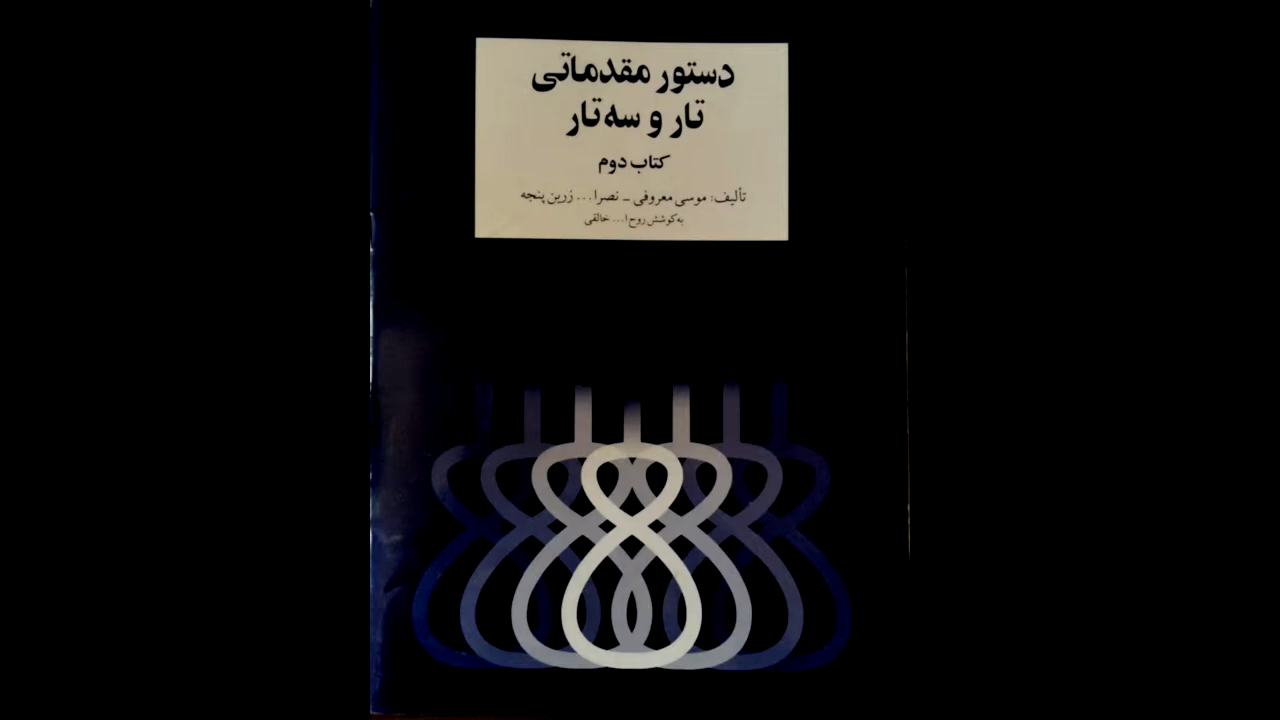 دستور مقدماتی
تار و سه‌تار
کتاب دوم
تألیف: موسی معروفی ـ نصرا... زرین پنجه
به‌کوشش روح ا... خالقی